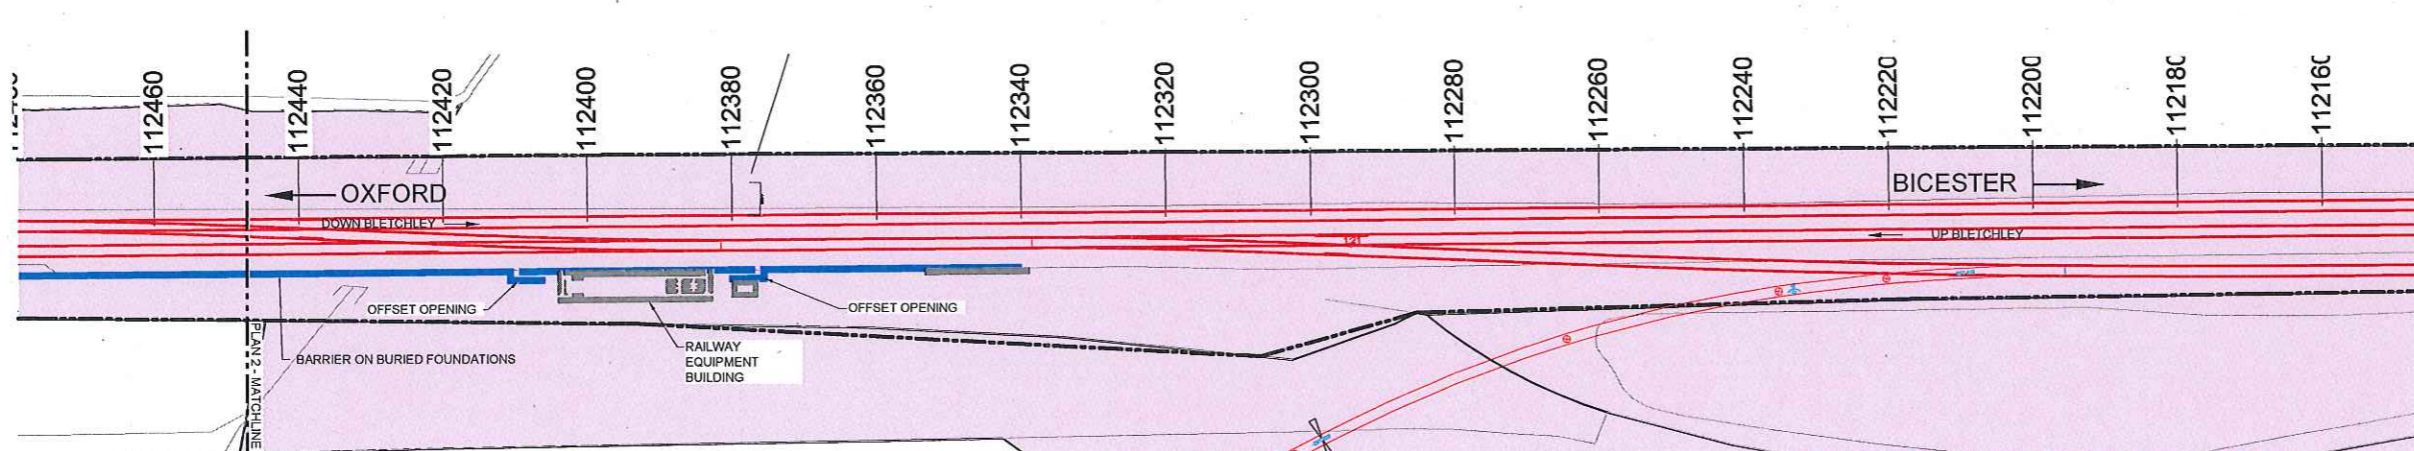 112460
112440
112420
112400
112380
112360
112340
112320
112300
112280
112260
112240
112220
112200
112180
112160
OXFORD
BICESTER
DOWN BLETCHLEY
UP BLETCHLEY
121
OFFSET OPENING
OFFSET OPENING
BARRIER ON BURIED FOUNDATIONS
RAILWAY
EQUIPMENT
BUILDING
PLAN 2 - MATCHLINE